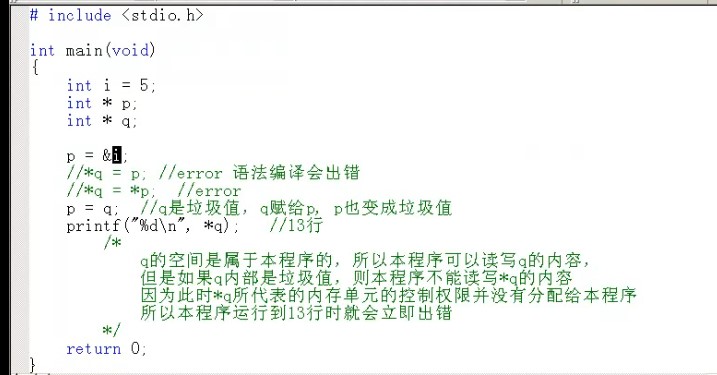 # include <stdio.h>
int main(void)
{
int i = 5;
int * p;
int * q;
p = &i;
//*q = p; //error 语法编译会出错
//*q = *p; //error
p = q; //q是垃圾值，q赋给p, p也变成垃圾值
printf("%d\n", *q); //13行
/*
q的空间是属于本程序的，所以本程序可以读写q的内容，
但是如果q内部是垃圾值，则本程序不能读写*q的内容
因为此时*q所代表的内存单元的控制权限并没有分配给本程序
所以本程序运行到13行时就会立即出错
*/
return 0;
}